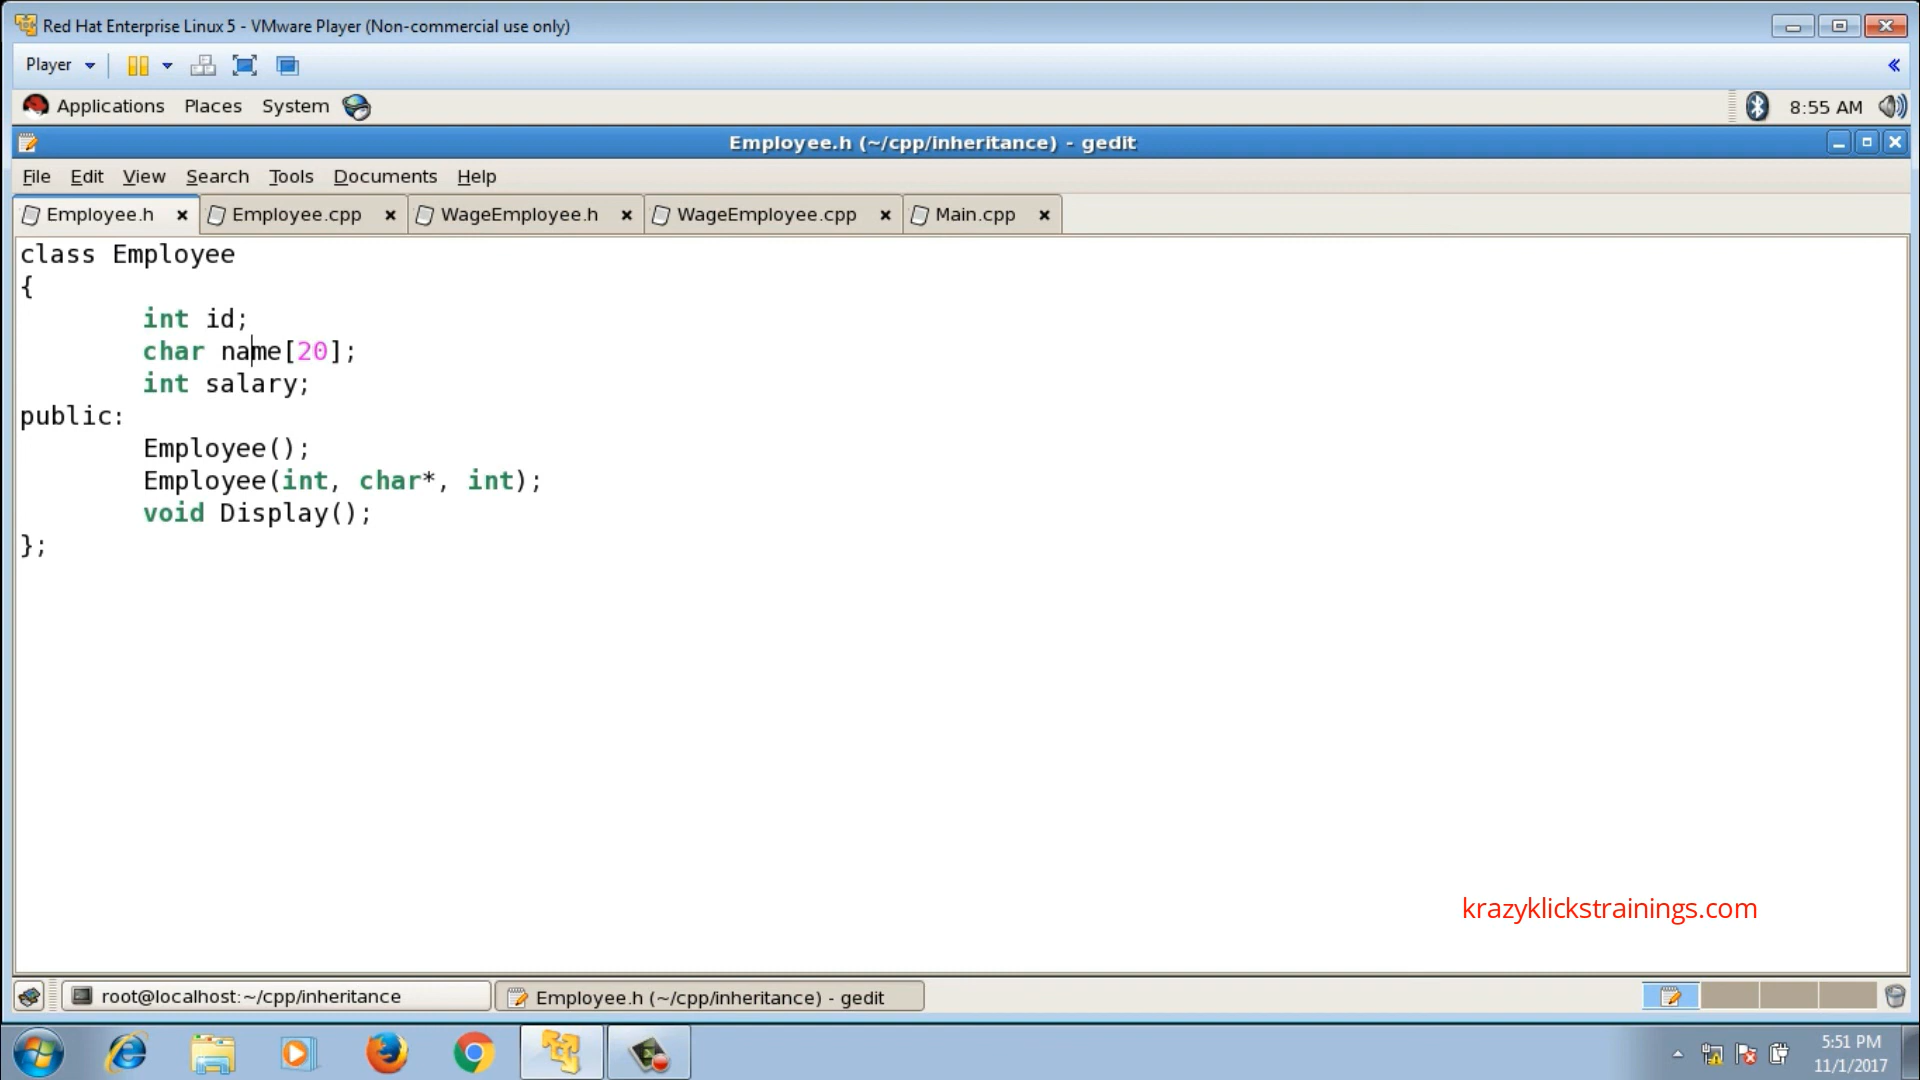 Red Hat Enterprise Linux 5 - VMware Player (Non-commercial use only)
Player
Applications Places System 8:55 AM
Employee.h (~/cpp/inheritance) - gedit
File Edit View Search Tools Documents Help
Employee.h Employee.cpp WageEmployee.h WageEmployee.cpp Main.cpp
class Employee
{
int id;
char name[20];
int salary;
public:
Employee();
Employee(int, char*, int);
void Display();
};
krazyklickstrainings.com
root@localhost:~/cpp/inheritance Employee.h (~/cpp/inheritance) - gedit
5:51 PM
11/1/2017